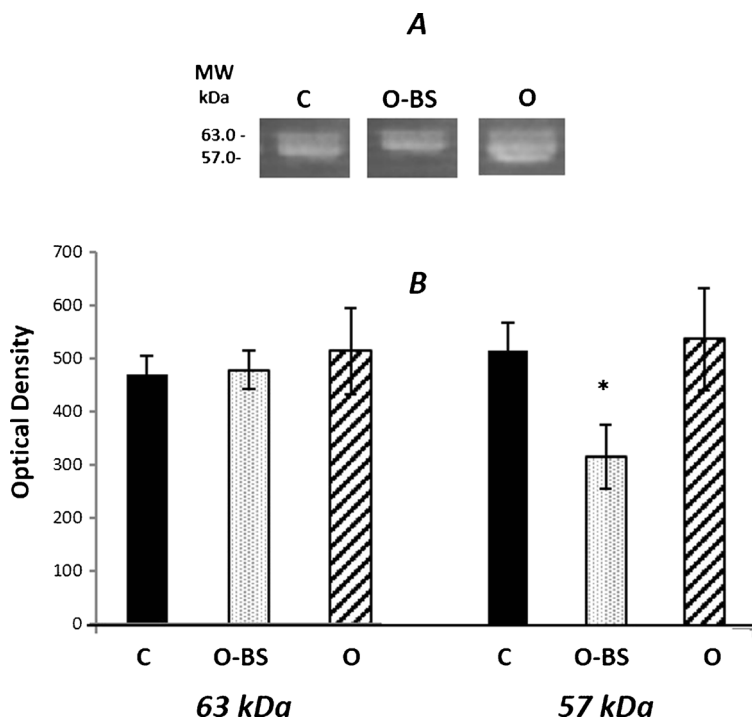 A
MW
kDa
C O-BS O
63.0 -
57.0-
B
Optical Density
700
600
500
400
300
200
100
0
*
C O-BS O C O-BS O
63 kDa 57 kDa